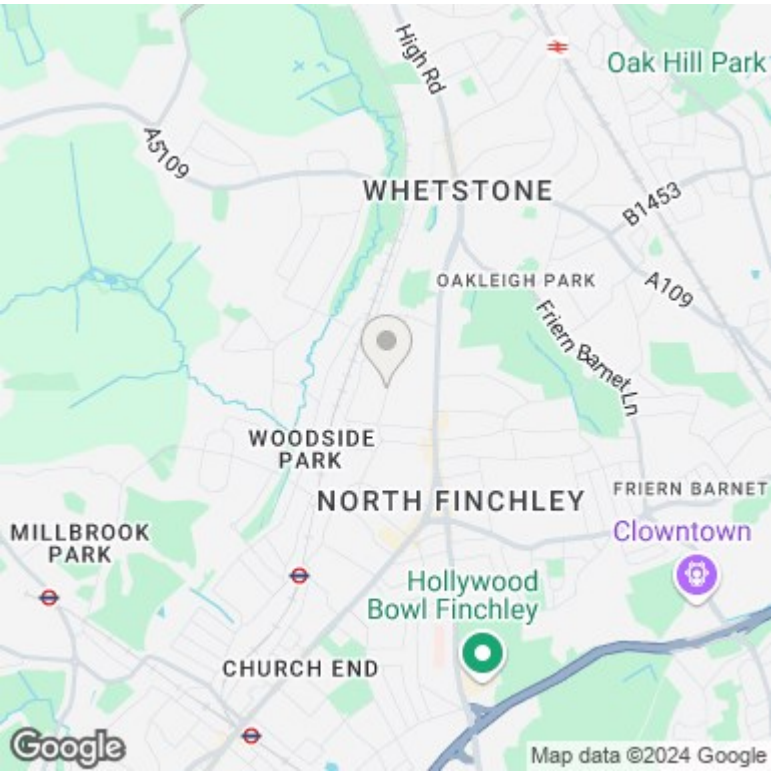 High Rd
Oak Hill Park
A5109
WHETSTONE
B1453
OAKLEIGH PARK
A109
Friern Barnet Ln
WOODSIDE
PARK
NORTH FINCHLEY
FRIERN BARNET
MILLBROOK
PARK
Clowntown
Hollywood
Bowl Finchley
CHURCH END
Google
Map data ©2024 Google